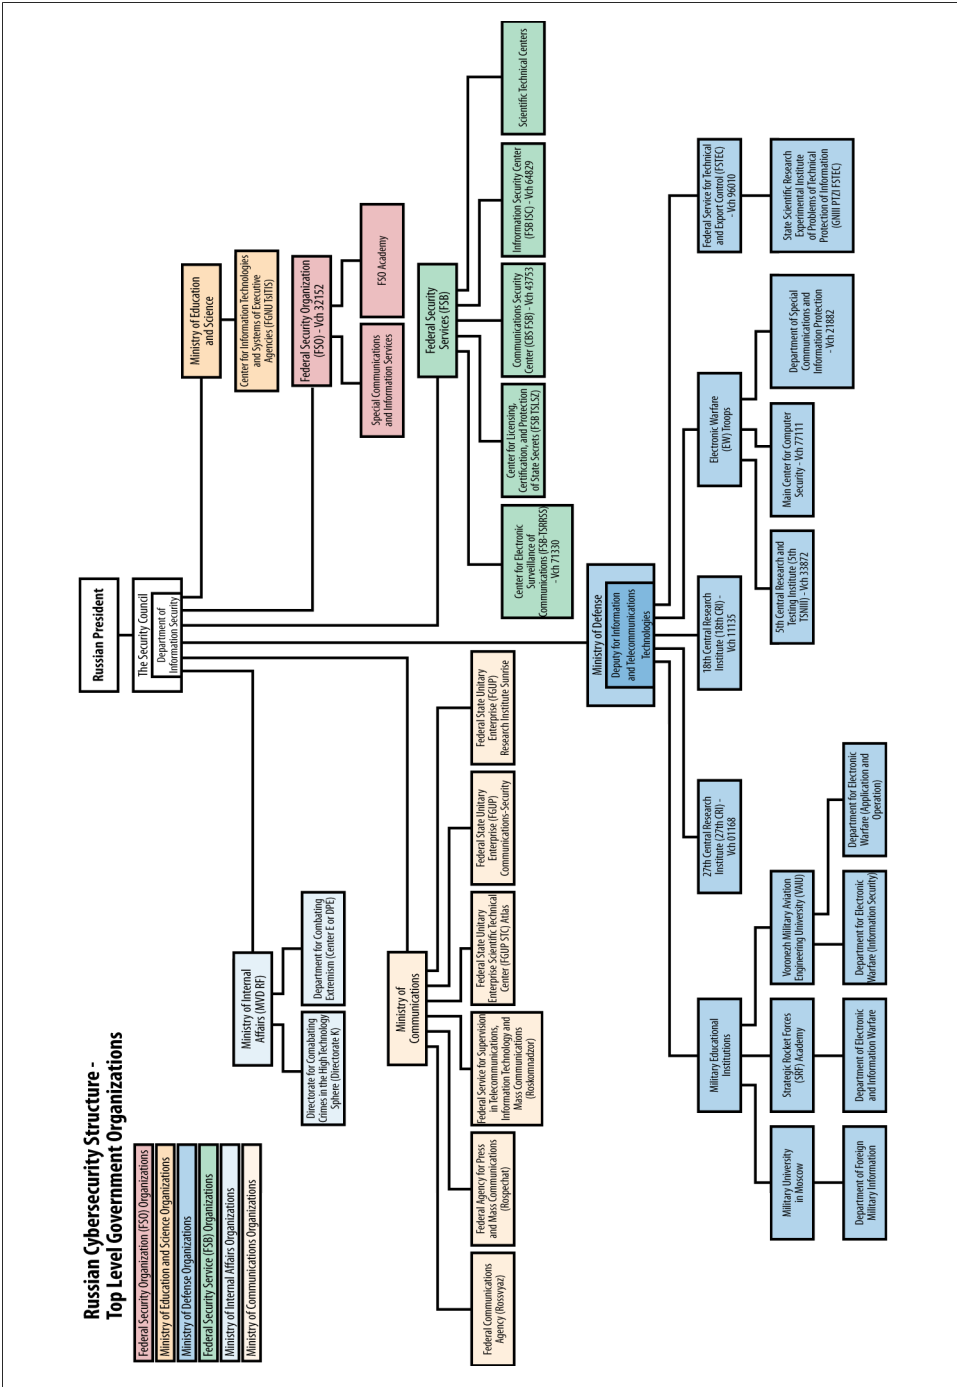 Russian Cybersecurity Structure -
Top Level Government Organizations
Federal Security Organization (FSO) Organizations
Ministry of Education and Science Organizations
Ministry of Defense Organizations
Federal Security Service (FSB) Organizations
Ministry of Internal Affairs Organizations
Ministry of Communications Organizations
Russian President
The Security Council
Department of
Information Security
Ministry of Education
and Science
Center for Information Technologies
and Systems of Executive
Agencies (FGNU TsITIS)
Federal Security Organization
(FSO) - Vch 32152
Special Communications
and Information Services
FSO Academy
Federal Security
Services (FSB)
Center for Electronic
Surveillance of
Communications (FSB-TSRRSS)
- Vch 71330
Center for Licensing,
Certification, and Protection
of State Secrets (FSB TSLSZ)
Communications Security
Center (CBS FSB) - Vch 43753
Infromation Security Center
(FSB ISC) - Vch 64829
Scientific Technical Centers
Ministry of Internal
Affairs (MVD RF)
Directorate for Comabating
Crimes in the High Technology
Sphere (Directorate K)
Department for Combating
Extremism (Center E or DPE)
Ministry of
Communications
Federal Communications
Agency (Rossvyaz)
Federal Agency for Press
and Mass Communications
(Rospechat)
Federal Service for Supervision
in Telecommunications,
Information Technology and
Mass Communications
(Roskomnadzor)
Federal State Unitary
Enterprise Scientific Technical
Center (FGUP STC) Atlas
Federal State Unitary
Enterprise (FGUP)
Communications-Security
Federal State Unitary
Enterprise (FGUP)
Research Institute Sunrise
Ministry of Defense
Deputy for Information
and Telecommunications
Technologies
Military Educational
Institutions
27th Central Research
Institute (27th CRI) -
Vch 01168
18th Central Research
Institute (18th CRI) -
Vch 11135
Electronic Warfare
(EW) Troops
Federal Service for Technical
and Export Control (FSTEC)
- Vch 96010
Military University
in Moscow
Strategic Rocket Forces
(SRF) Academy
Voronezh Military Aviation
Engineering University (VAIU)
5th Central Research and
Testing Institute (5th
TSNIII) - Vch 33872
Main Center for Computer
Security - Vch 77111
Department of Special
Communications and
Information Protection
- Vch 21882
State Scientific Research
Experimental Institute
of Problems of Technical
Protection of Information
(GNIII PTZI FSTEC)
Department of Foreign
Military Information
Department of Electronic
and Information Warfare
Department for Electronic
Warfare (Information Security)
Department for Electronic
Warfare (Application and
Operation)